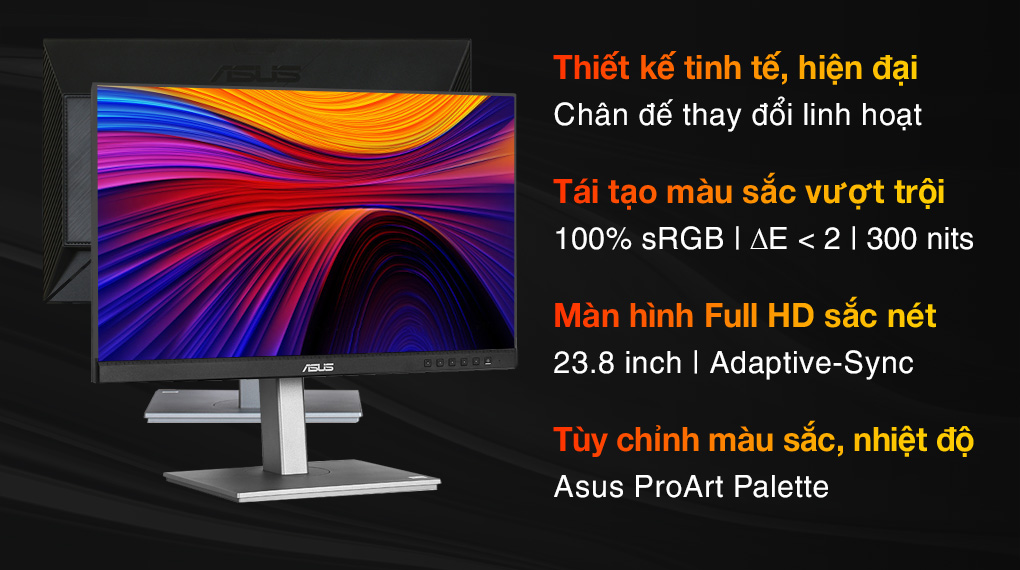 ASUS
ASUS
Thiết kế tinh tế, hiện đại
Chân đế thay đổi linh hoạt
Tái tạo màu sắc vượt trội
100% sRGB | ΔE < 2 | 300 nits
Màn hình Full HD sắc nét
23.8 inch | Adaptive-Sync
Tùy chỉnh màu sắc, nhiệt độ
Asus ProArt Palette